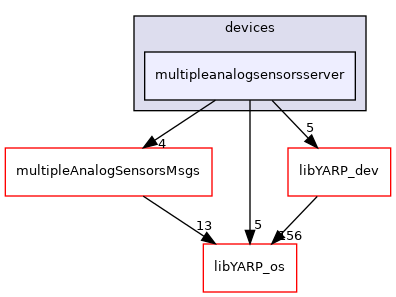 devices
multipleanalogsensorsserver
5
4
multipleAnalogSensorsMsgs
libYARP_dev
13
5
156
libYARP_os